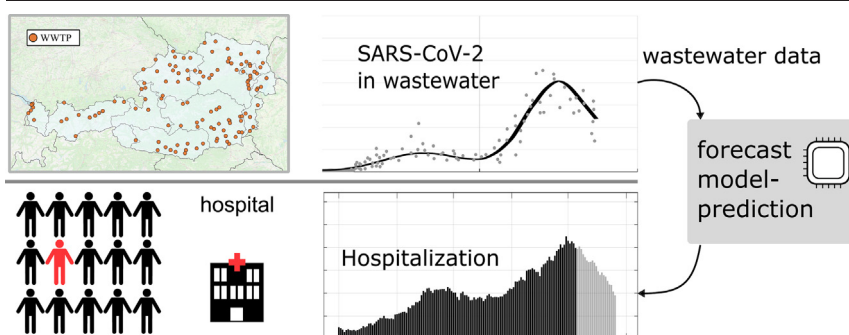 WWTP
SARS-CoV-2
in wastewater
wastewater data
forecast
model-
prediction
hospital
Hospitalization